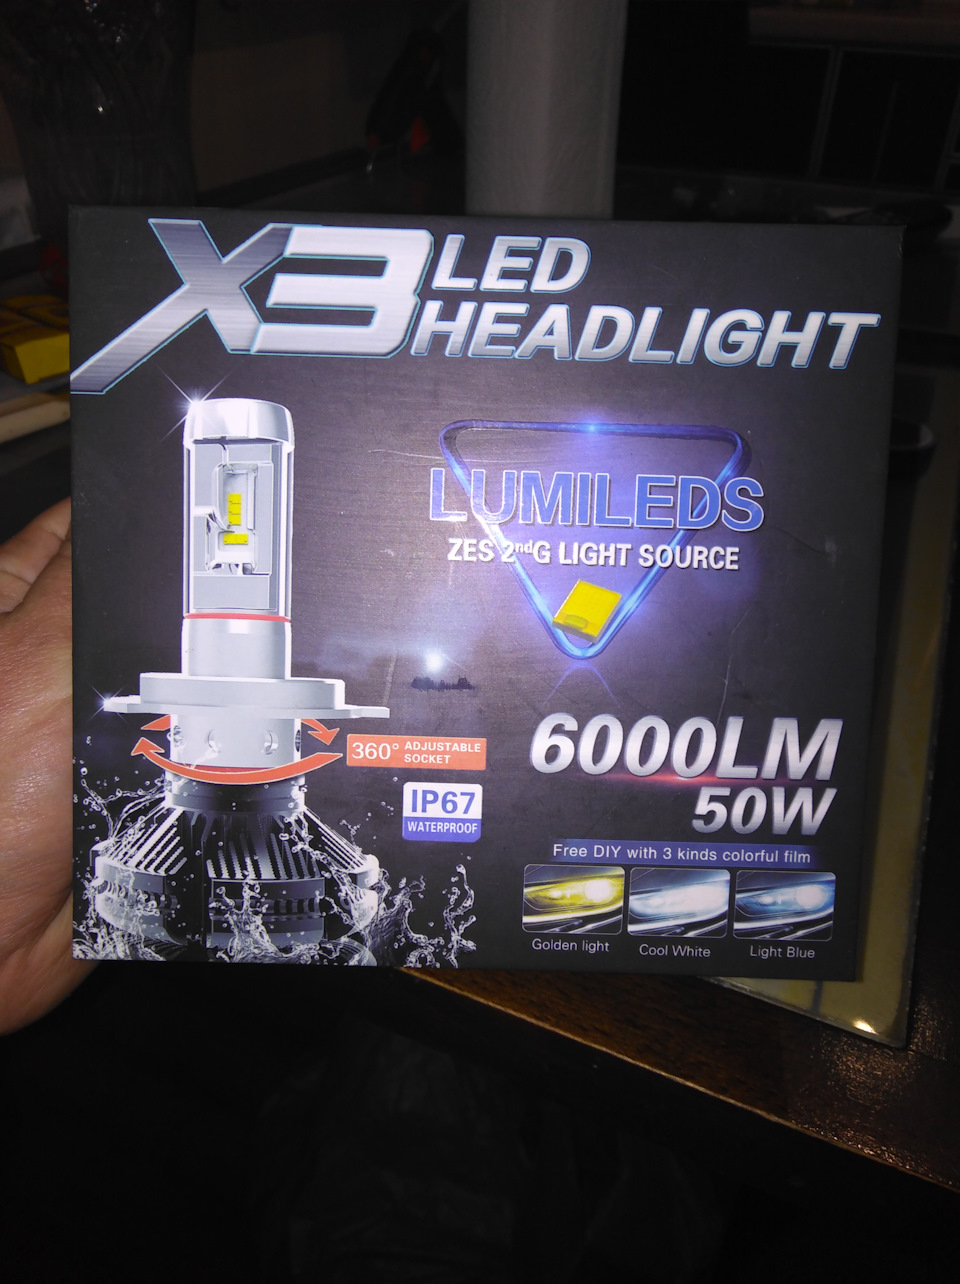 X3 LED
HEADLIGHT
LUMILEDS
ZES 2ndG LIGHT SOURCE
360° ADJUSTABLE
SOCKET
IP67
WATERPROOF
6000LM
50W
Free DIY with 3 kinds colorful film
Golden light
Cool White
Light Blue